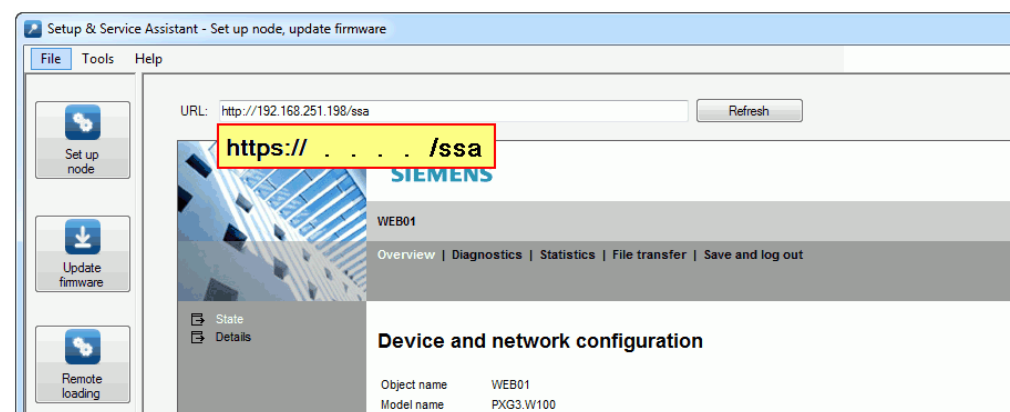 Setup & Service Assistant - Set up node, update firmware
File Tools Help
URL: http://192.168.251.198/ssa Refresh
https:// . . . . /ssa
Set up
node
SIEMENS
WEB01
Update
firmware
Overview | Diagnostics | Statistics | File transfer | Save and log out
State
Details
Device and network configuration
Remote
loading
Object name WEB01
Model name PXG3.W100